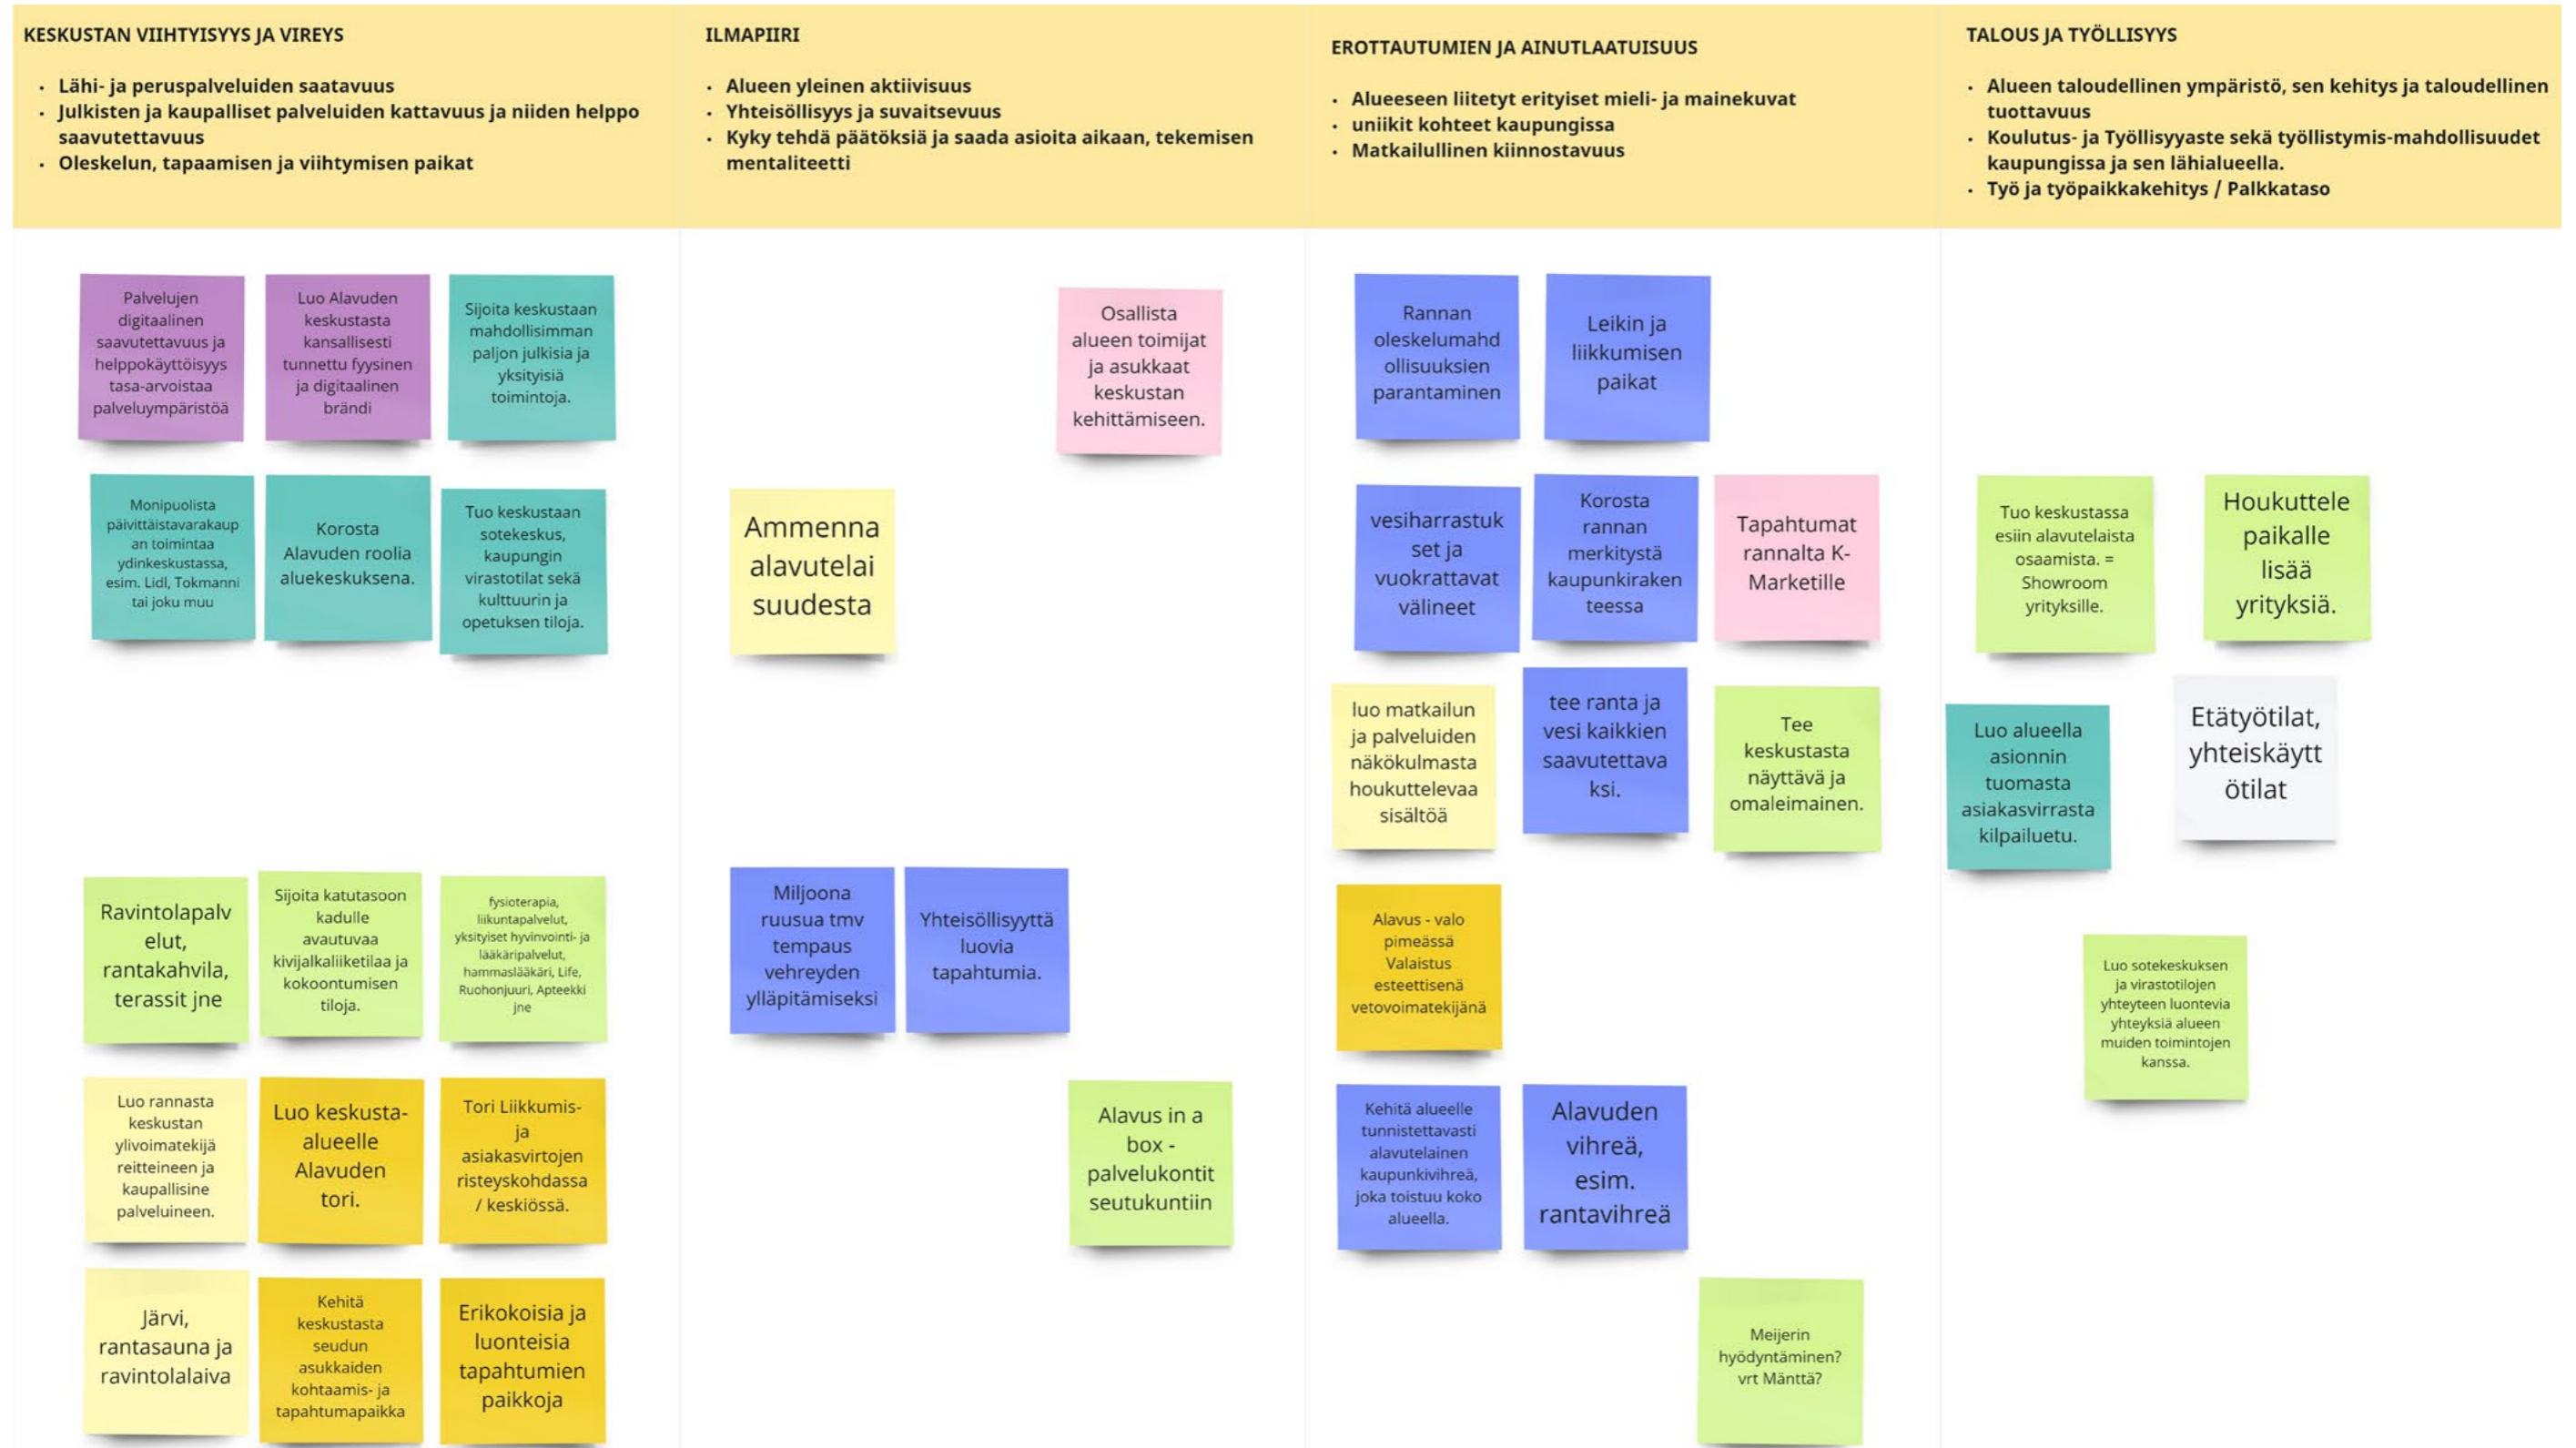 KESKUSTAN VIIHTYISYYS JA VIREYS
• Lähi- ja peruspalveluiden saatavuus
• Julkisten ja kaupalliset palveluiden kattavuus ja niiden helppo
saavutettavuus
• Oleskelun, tapaamisen ja viihtymisen paikat
Palvelujen
digitaalinen
saavutettavuus ja
helppokäyttöisyys
tasa-arvoistaa
palveluympäristöä
Luo Alavuden
keskustasta
kansallisesti
tunnettu fyysinen
ja digitaalinen
brändi
Sijoita keskustaan
mahdollisimman
paljon julkisia ja
yksityisiä
toimintoja.
Monipuolista
päivittäistavarakaup
an toimintaa
ydinkeskustassa,
esim. Lidl, Tokmanni
tai joku muu
Korosta
Alavuden roolia
aluekeskuksena.
Tuo keskustaan
sotekeskus,
kaupungin
virastotilat sekä
kulttuurin ja
opetuksen tiloja.
Ravintolapalv
elut,
rantakahvila,
terassit jne
Sijoita katutasoon
kadulle
avautuvaa
kivijalkaliiketilaa ja
kokoontumisen
tiloja.
fysioterapia,
liikuntapalvelut,
yksityiset hyvinvointi- ja
lääkäripalvelut,
hammaslääkäri, Life,
Ruohonjuuri, Apteekki
jne
Luo rannasta
keskustan
ylivoimatekijä
reitteineen ja
kaupallisine
palveluineen.
Luo keskusta-
alueelle
Alavuden
tori.
Tori Liikkumis-
ja
asiakasvirtojen
risteyskohdassa
/ keskiössä.
Järvi,
rantasauna ja
ravintolalaiva
Kehitä
keskustasta
seudun
asukkaiden
kohtaamis- ja
tapahtumapaikka
Erikokoisia ja
luonteisia
tapahtumien
paikkoja
ILMAPIIRI
• Alueen yleinen aktiivisuus
• Yhteisöllisyys ja suvaitsevuus
• Kyky tehdä päätöksiä ja saada asioita aikaan, tekemisen
mentaliteetti
Osallista
alueen toimijat
ja asukkaat
keskustan
kehittämiseen.
Ammenna
alavutelai
suudesta
Miljoona
ruusua tmv
tempaus
vehreyden
ylläpitämiseksi
Yhteisöllisyyttä
luovia
tapahtumia.
Alavus in a
box -
palvelukontit
seutukuntiin
EROTTAUTUMIEN JA AINUTLAATUISUUS
• Alueeseen liitetyt erityiset mieli- ja mainekuvat
• uniikit kohteet kaupungissa
• Matkailullinen kiinnostavuus
Rannan
oleskelumahd
ollisuuksien
parantaminen
Leikin ja
liikkumisen
paikat
vesiharrastuk
set ja
vuokrattavat
välineet
Korosta
rannan
merkitystä
kaupunkiraken
teessa
Tapahtumat
rannalta K-
Marketille
luo matkailun
ja palveluiden
näkökulmasta
houkuttelevaa
sisältöä
tee ranta ja
vesi kaikkien
saavutettava
ksi.
Tee
keskustasta
näyttävä ja
omaleimainen.
Alavus - valo
pimeässä
Valaistus
esteettisenä
vetovoimatekijänä
Kehitä alueelle
tunnistettavasti
alavutelainen
kaupunkivihreä,
joka toistuu koko
alueella.
Alavuden
vihreä,
esim.
rantavihreä
Meijerin
hyödyntäminen?
vrt Mänttä?
TALOUS JA TYÖLLISYYS
• Alueen taloudellinen ympäristö, sen kehitys ja taloudellinen
tuottavuus
• Koulutus- ja Työllisyyaste sekä työllistymis-mahdollisuudet
kaupungissa ja sen lähialueella.
• Työ ja työpaikkakehitys / Palkkataso
Tuo keskustassa
esiin alavutelaista
osaamista. =
Showroom
yrityksille.
Houkuttele
paikalle
lisää
yrityksiä.
Luo alueella
asionnin
tuomasta
asiakasvirrasta
kilpailuetu.
Etätyötilat,
yhteiskäytt
ötilat
Luo sotekeskuksen
ja virastotilojen
yhteyteen luontevia
yhteyksiä alueen
muiden toimintojen
kanssa.